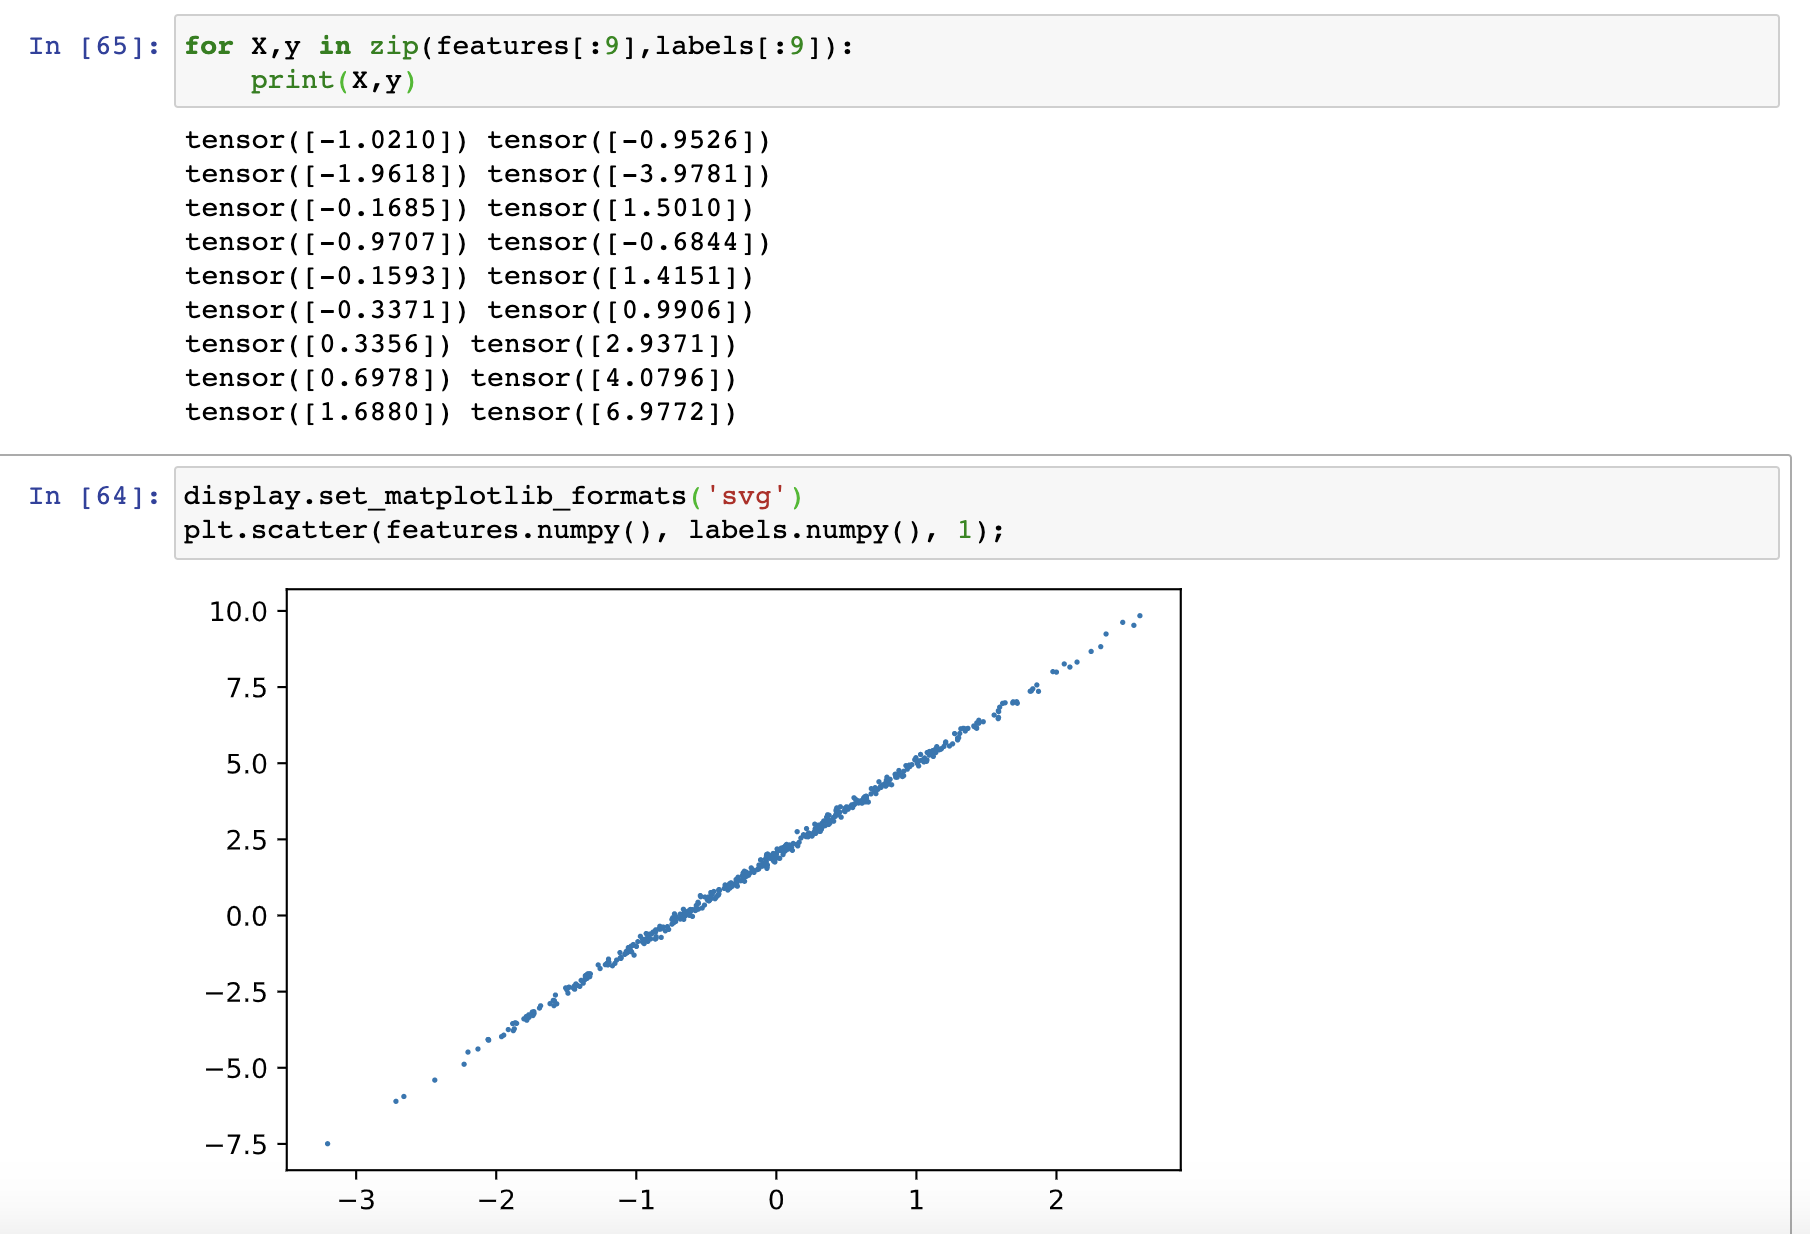 In [65]: for X,y in zip(features[:9],labels[:9]):
    print(X,y)
tensor([-1.0210]) tensor([-0.9526])
tensor([-1.9618]) tensor([-3.9781])
tensor([-0.1685]) tensor([1.5010])
tensor([-0.9707]) tensor([-0.6844])
tensor([-0.1593]) tensor([1.4151])
tensor([-0.3371]) tensor([0.9906])
tensor([0.3356]) tensor([2.9371])
tensor([0.6978]) tensor([4.0796])
tensor([1.6880]) tensor([6.9772])
In [64]: display.set_matplotlib_formats('svg')
plt.scatter(features.numpy(), labels.numpy(), 1);
10.0
7.5
5.0
2.5
0.0
−2.5
−5.0
−7.5
−3 −2 −1 0 1 2